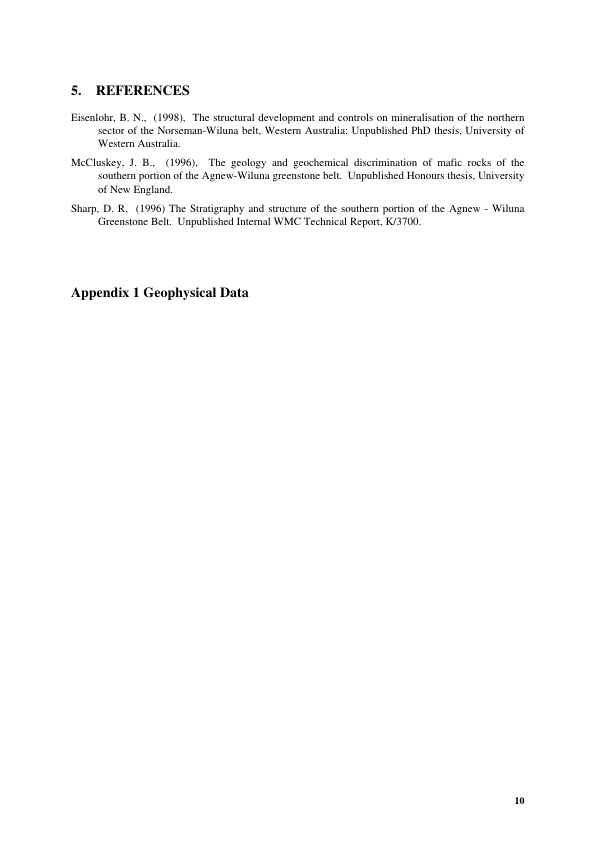 5. REFERENCES
Eisenlohr, B. N., (1998), The structural development and controls on mineralisation of the northern
sector of the Norseman-Wiluna belt, Western Australia: Unpublished PhD thesis, University of
Western Australia.
McCluskey, J. B., (1996), The geology and geochemical discrimination of mafic rocks of the
southern portion of the Agnew-Wiluna greenstone belt. Unpublished Honours thesis, University
of New England.
Sharp, D. R, (1996) The Stratigraphy and structure of the southern portion of the Agnew - Wiluna
Greenstone Belt. Unpublished Internal WMC Technical Report, K/3700.
Appendix 1 Geophysical Data
10